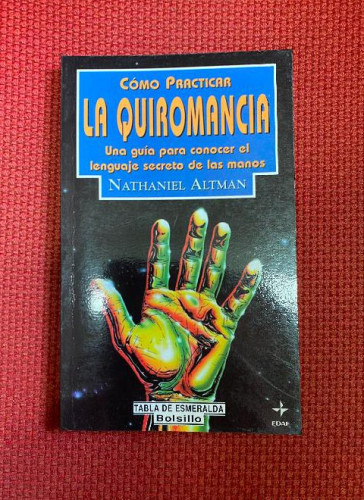 CÓMO PRACTICAR
LA QUIROMANCIA
Una guía para conocer el
lenguaje secreto de las manos
NATHANIEL ALTMAN
TABLA DE ESMERALDA
Bolsillo
EDAF